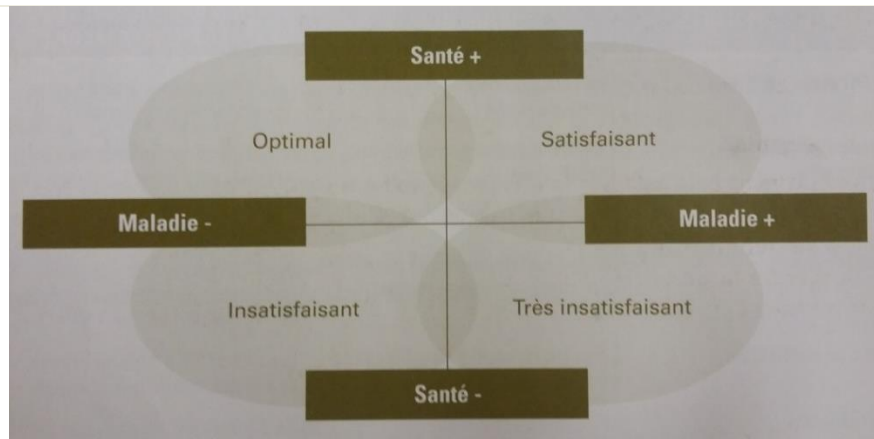 Santé +
Optimal
Satisfaisant
Maladie -
Maladie +
Insatisfaisant
Très insatisfaisant
Santé -